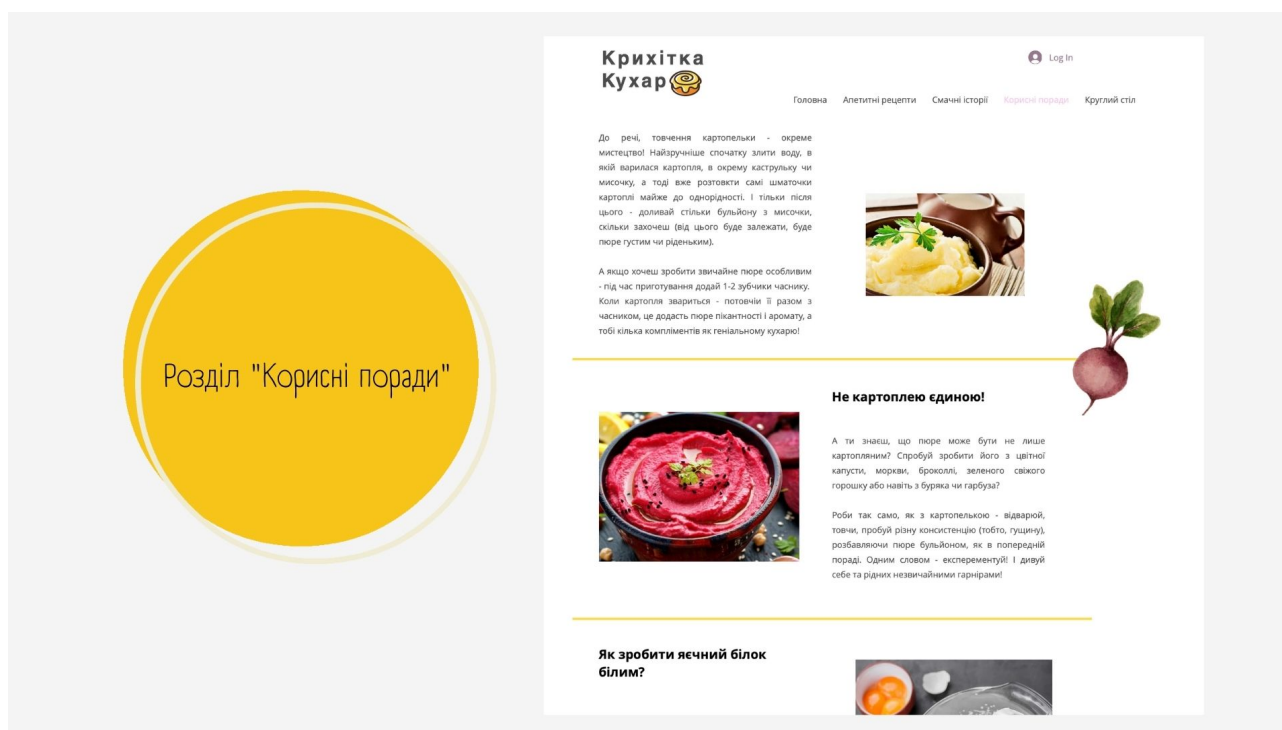 Розділ "Корисні поради"
Крихітка
Кухар
Log In
Головна Апетитні рецепти Смачні історії Корисні поради Круглий стіл
До речі, товчення картопельки - окреме
мистецтво! Найзручніше спочатку злити воду, в
якій варилася картопля, в окрему каструльку чи
мисочку, а тоді вже розтовкти самі шматочки
картоплі майже до однорідності. І тільки після
цього - доливай стільки бульйону з мисочки,
скільки захочеш (від цього буде залежати, буде
пюре густим чи ріденьким).
А якщо хочеш зробити звичайне пюре особливим
- під час приготування додай 1-2 зубчики часнику.
Коли картопля звариться - потовчіи її разом з
часником, це додасть пюре пікантності і аромату, а
тобі кілька компліментів як геніальному кухарю!
Не картоплею єдиною!
А ти знаєш, що пюре може бути не лише
картопляним? Спробуй зробити його з цвітної
капусти, моркви, броколлі, зеленого свіжого
горошку або навіть з буряка чи гарбуза?
Роби так само, як з картопелькою - відварюй,
товчи, пробуй різну консистенцію (тобто, гущину),
розбавляючи пюре бульйоном, як в попередній
пораді. Одним словом - експерементуй! І дивуй
себе та рідних незвичайними гарнірами!
Як зробити яєчний білок
білим?